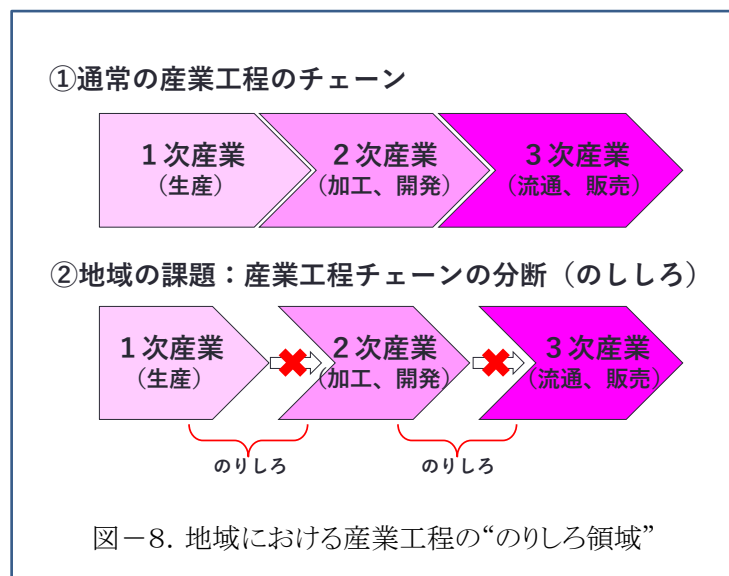 ①通常の産業工程のチェーン
１次産業
（生産）
２次産業
（加工、開発）
３次産業
（流通、販売）
②地域の課題：産業工程チェーンの分断（のししろ）
１次産業
（生産）
２次産業
（加工、開発）
３次産業
（流通、販売）
のりしろ
のりしろ
図－８．地域における産業工程の“のりしろ領域”